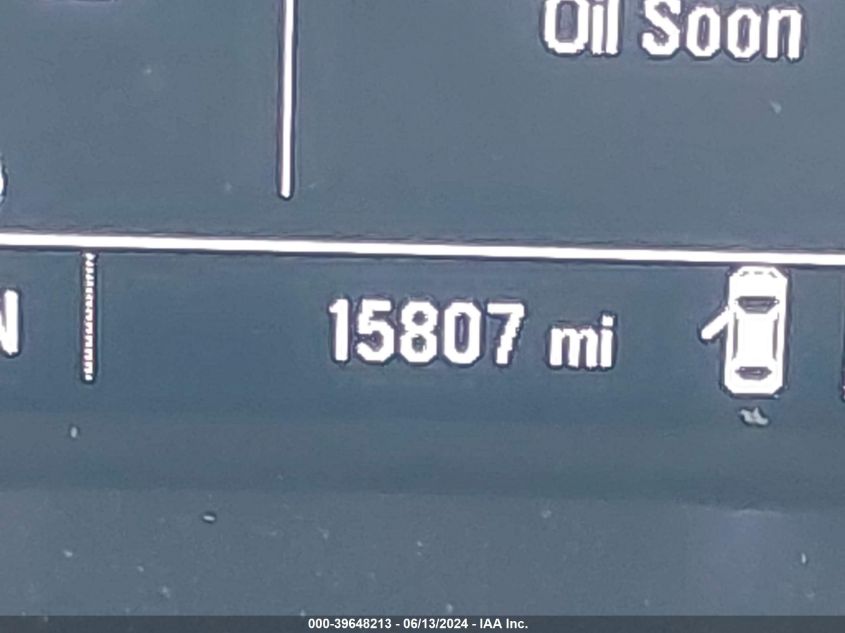 Oil Soon
15807 mi
000-39648213 - 06/13/2024 - IAA Inc.